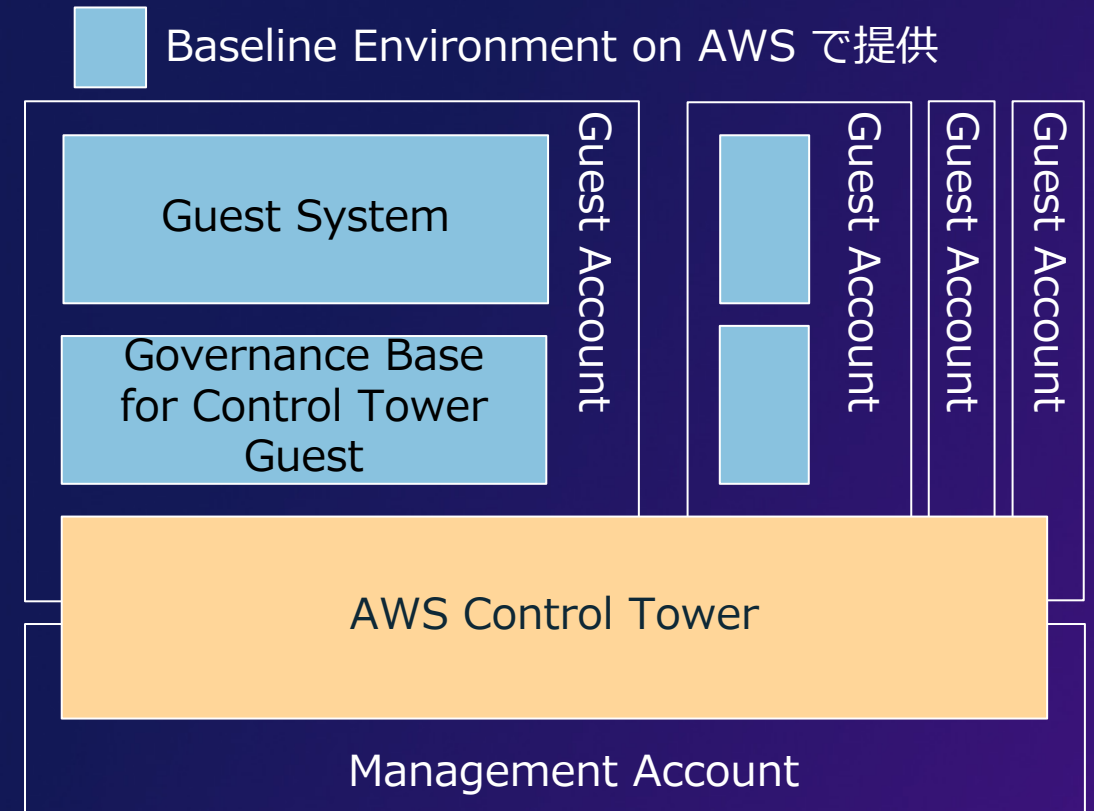 Baseline Environment on AWS で提供
Guest System
Governance Base
for Control Tower
Guest
Guest Account
Guest Account
Guest Account
Guest Account
AWS Control Tower
Management Account